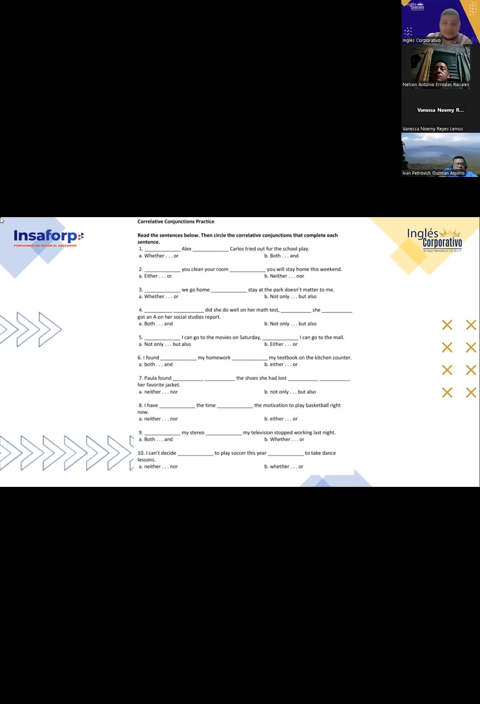 Inglés Corporativo
Nelson Antonio Errodas Rosales
Vanessa Noemy R...
Vanessa Noemy Reyes Lemos
Ivan Petrovich Guzman Aquino
Insaforp
Inglés
Corporativo
Correlative Conjunctions Practice
Read the sentences below. Then circle the correlative conjunctions that complete each
sentence.
1. ____________ Alex ____________ Carlos tried out for the school play.
a. Whether . . . or b. Both . . . and
2. ____________ you clean your room ____________ you will stay home this weekend.
a. Either . . . or b. Neither . . . nor
3. ____________ we go home ____________ stay at the park doesn't matter to me.
a. Whether . . . or b. Not only . . . but also
4. ____________________ did she do well on her math test, __________ she __________
got an A on her social studies report.
a. Both . . . and b. Not only . . . but also
5. ____________ I can go to the movies on Saturday, ____________ I can go to the mall.
a. Not only . . . but also b. Either . . . or
6. I found ____________ my homework ____________ my textbook on the kitchen counter.
a. both . . . and b. either . . . or
7. Paula found __________ __________ the shoes she had lost __________ __________
her favorite jacket.
a. neither . . . nor b. not only . . . but also
8. I have ____________ the time ____________ the motivation to play basketball right
now.
a. neither . . . nor b. either . . . or
9. ____________ my stereo ____________ my television stopped working last night.
a. Both . . . and b. Whether . . . or
10. I can't decide ____________ to play soccer this year ____________ to take dance
lessons.
a. neither . . . nor b. whether . . . or